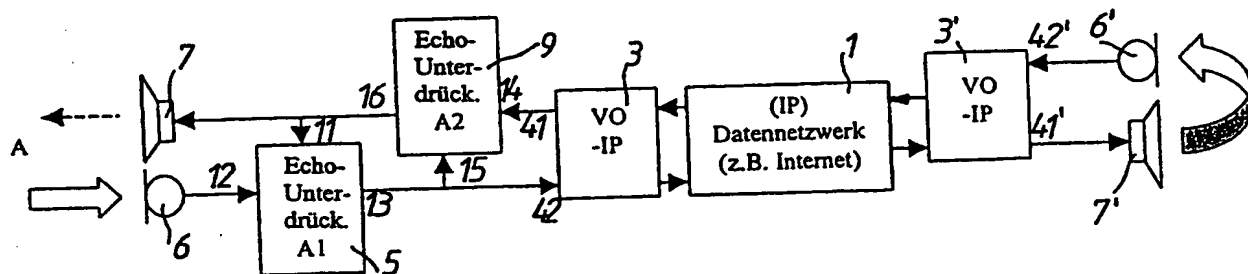 7
Echo-
Unter-
drück.
A2
9
3
VO
-IP
1
(IP)
Datennetzwerk
(z.B. Internet)
3'
VO
-IP
42'
6'
41'
7'
14
41
16
11
A
12
6
Echo-
Unter-
drück.
A1
5
13
15
42